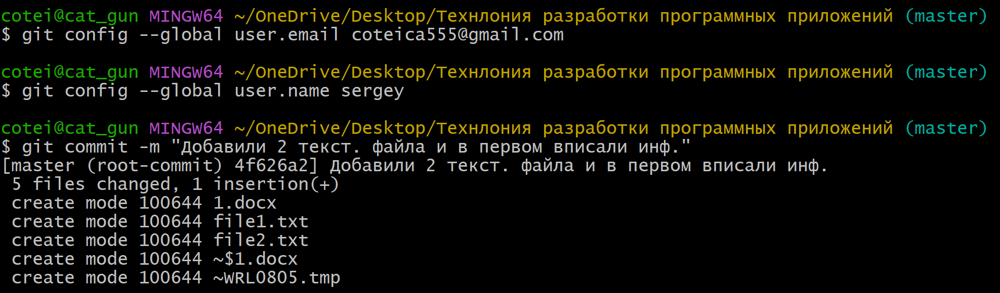 cotei@cat_gun MINGW64 ~/OneDrive/Desktop/Технлония разработки программных приложений (master)
$ git config --global user.email coteica555@gmail.com
cotei@cat_gun MINGW64 ~/OneDrive/Desktop/Технлония разработки программных приложений (master)
$ git config --global user.name sergey
cotei@cat_gun MINGW64 ~/OneDrive/Desktop/Технлония разработки программных приложений (master)
$ git commit -m "Добавили 2 текст. файла и в первом вписали инф."
[master (root-commit) 4f626a2] Добавили 2 текст. файла и в первом вписали инф.
 5 files changed, 1 insertion(+)
 create mode 100644 1.docx
 create mode 100644 file1.txt
 create mode 100644 file2.txt
 create mode 100644 ~$1.docx
 create mode 100644 ~WRL0805.tmp